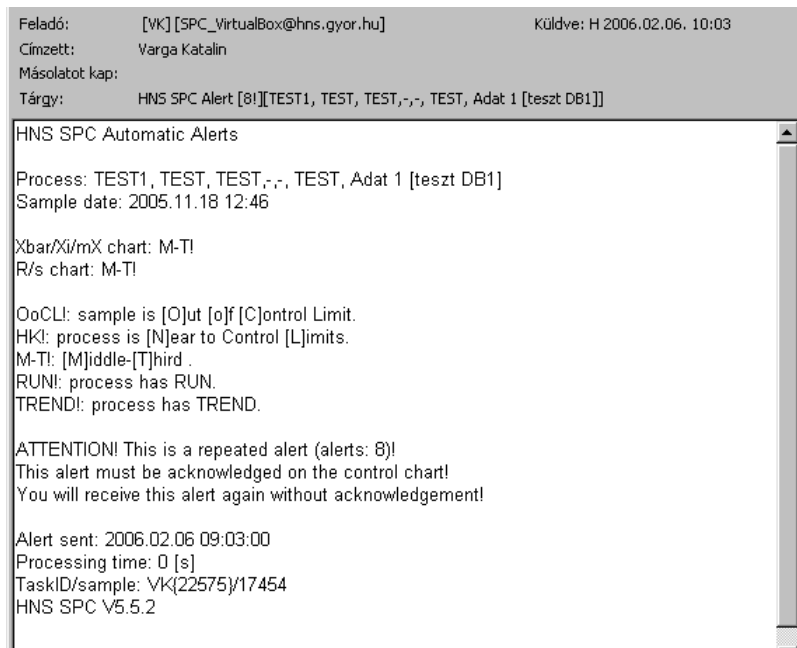 Feladó: [VK] [SPC_VirtualBox@hns.gyor.hu] Küldve: H 2006.02.06. 10:03
Címzett: Varga Katalin
Másolatot kap:
Tárgy: HNS SPC Alert [8!][TEST1, TEST, TEST,-,-, TEST, Adat 1 [teszt DB1]]
HNS SPC Automatic Alerts
Process: TEST1, TEST, TEST,-,-, TEST, Adat 1 [teszt DB1]
Sample date: 2005.11.18 12:46
Xbar/Xi/mX chart: M-T!
R/s chart: M-T!
OoCL!: sample is [O]ut [o]f [C]ontrol Limit.
HK!: process is [N]ear to Control [L]imits.
M-T!: [M]iddle-[T]hird .
RUN!: process has RUN.
TREND!: process has TREND.
ATTENTION! This is a repeated alert (alerts: 8)!
This alert must be acknowledged on the control chart!
You will receive this alert again without acknowledgement!
Alert sent: 2006.02.06 09:03:00
Processing time: 0 [s]
TaskID/sample: VK{22575}/17454
HNS SPC V5.5.2